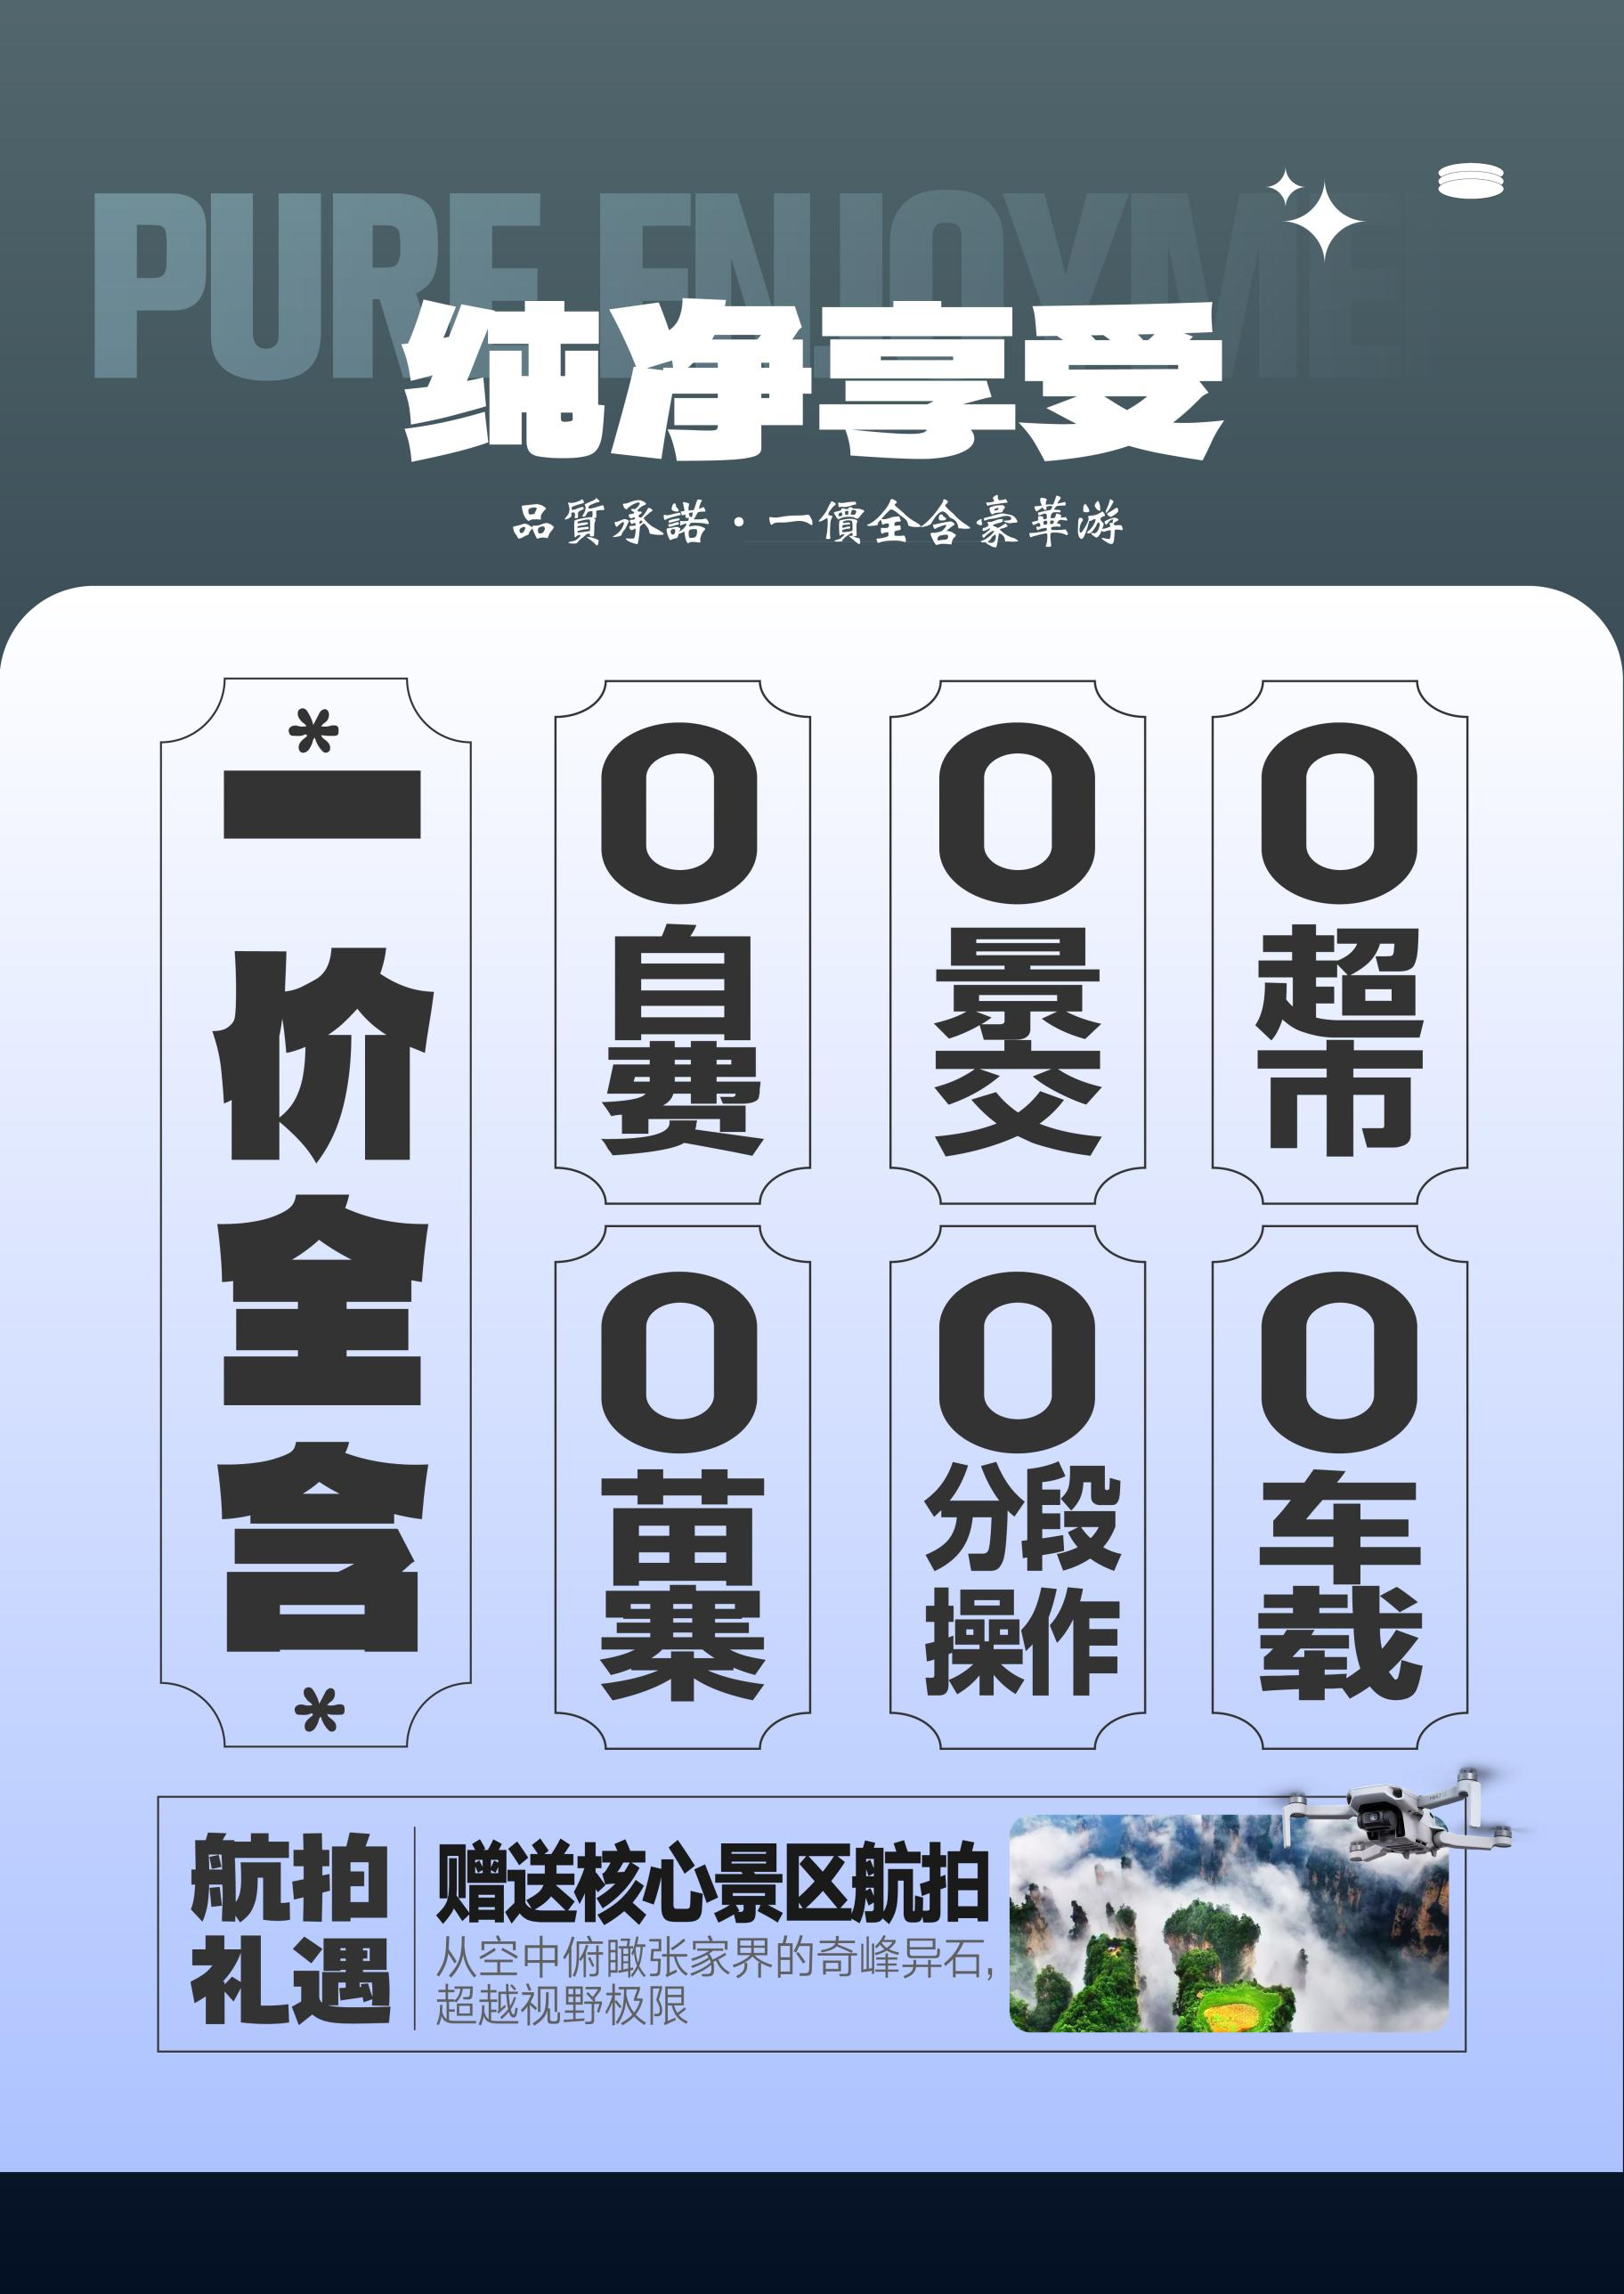 PURE ENJOYME
纯净享受
品質承諾·一價全含豪華游
*一价全含*
0自费
0景交
0超市
0苗寨
0分段操作
0车载
航拍
礼遇
赠送核心景区航拍
从空中俯瞰张家界的奇峰异石,
超越视野极限